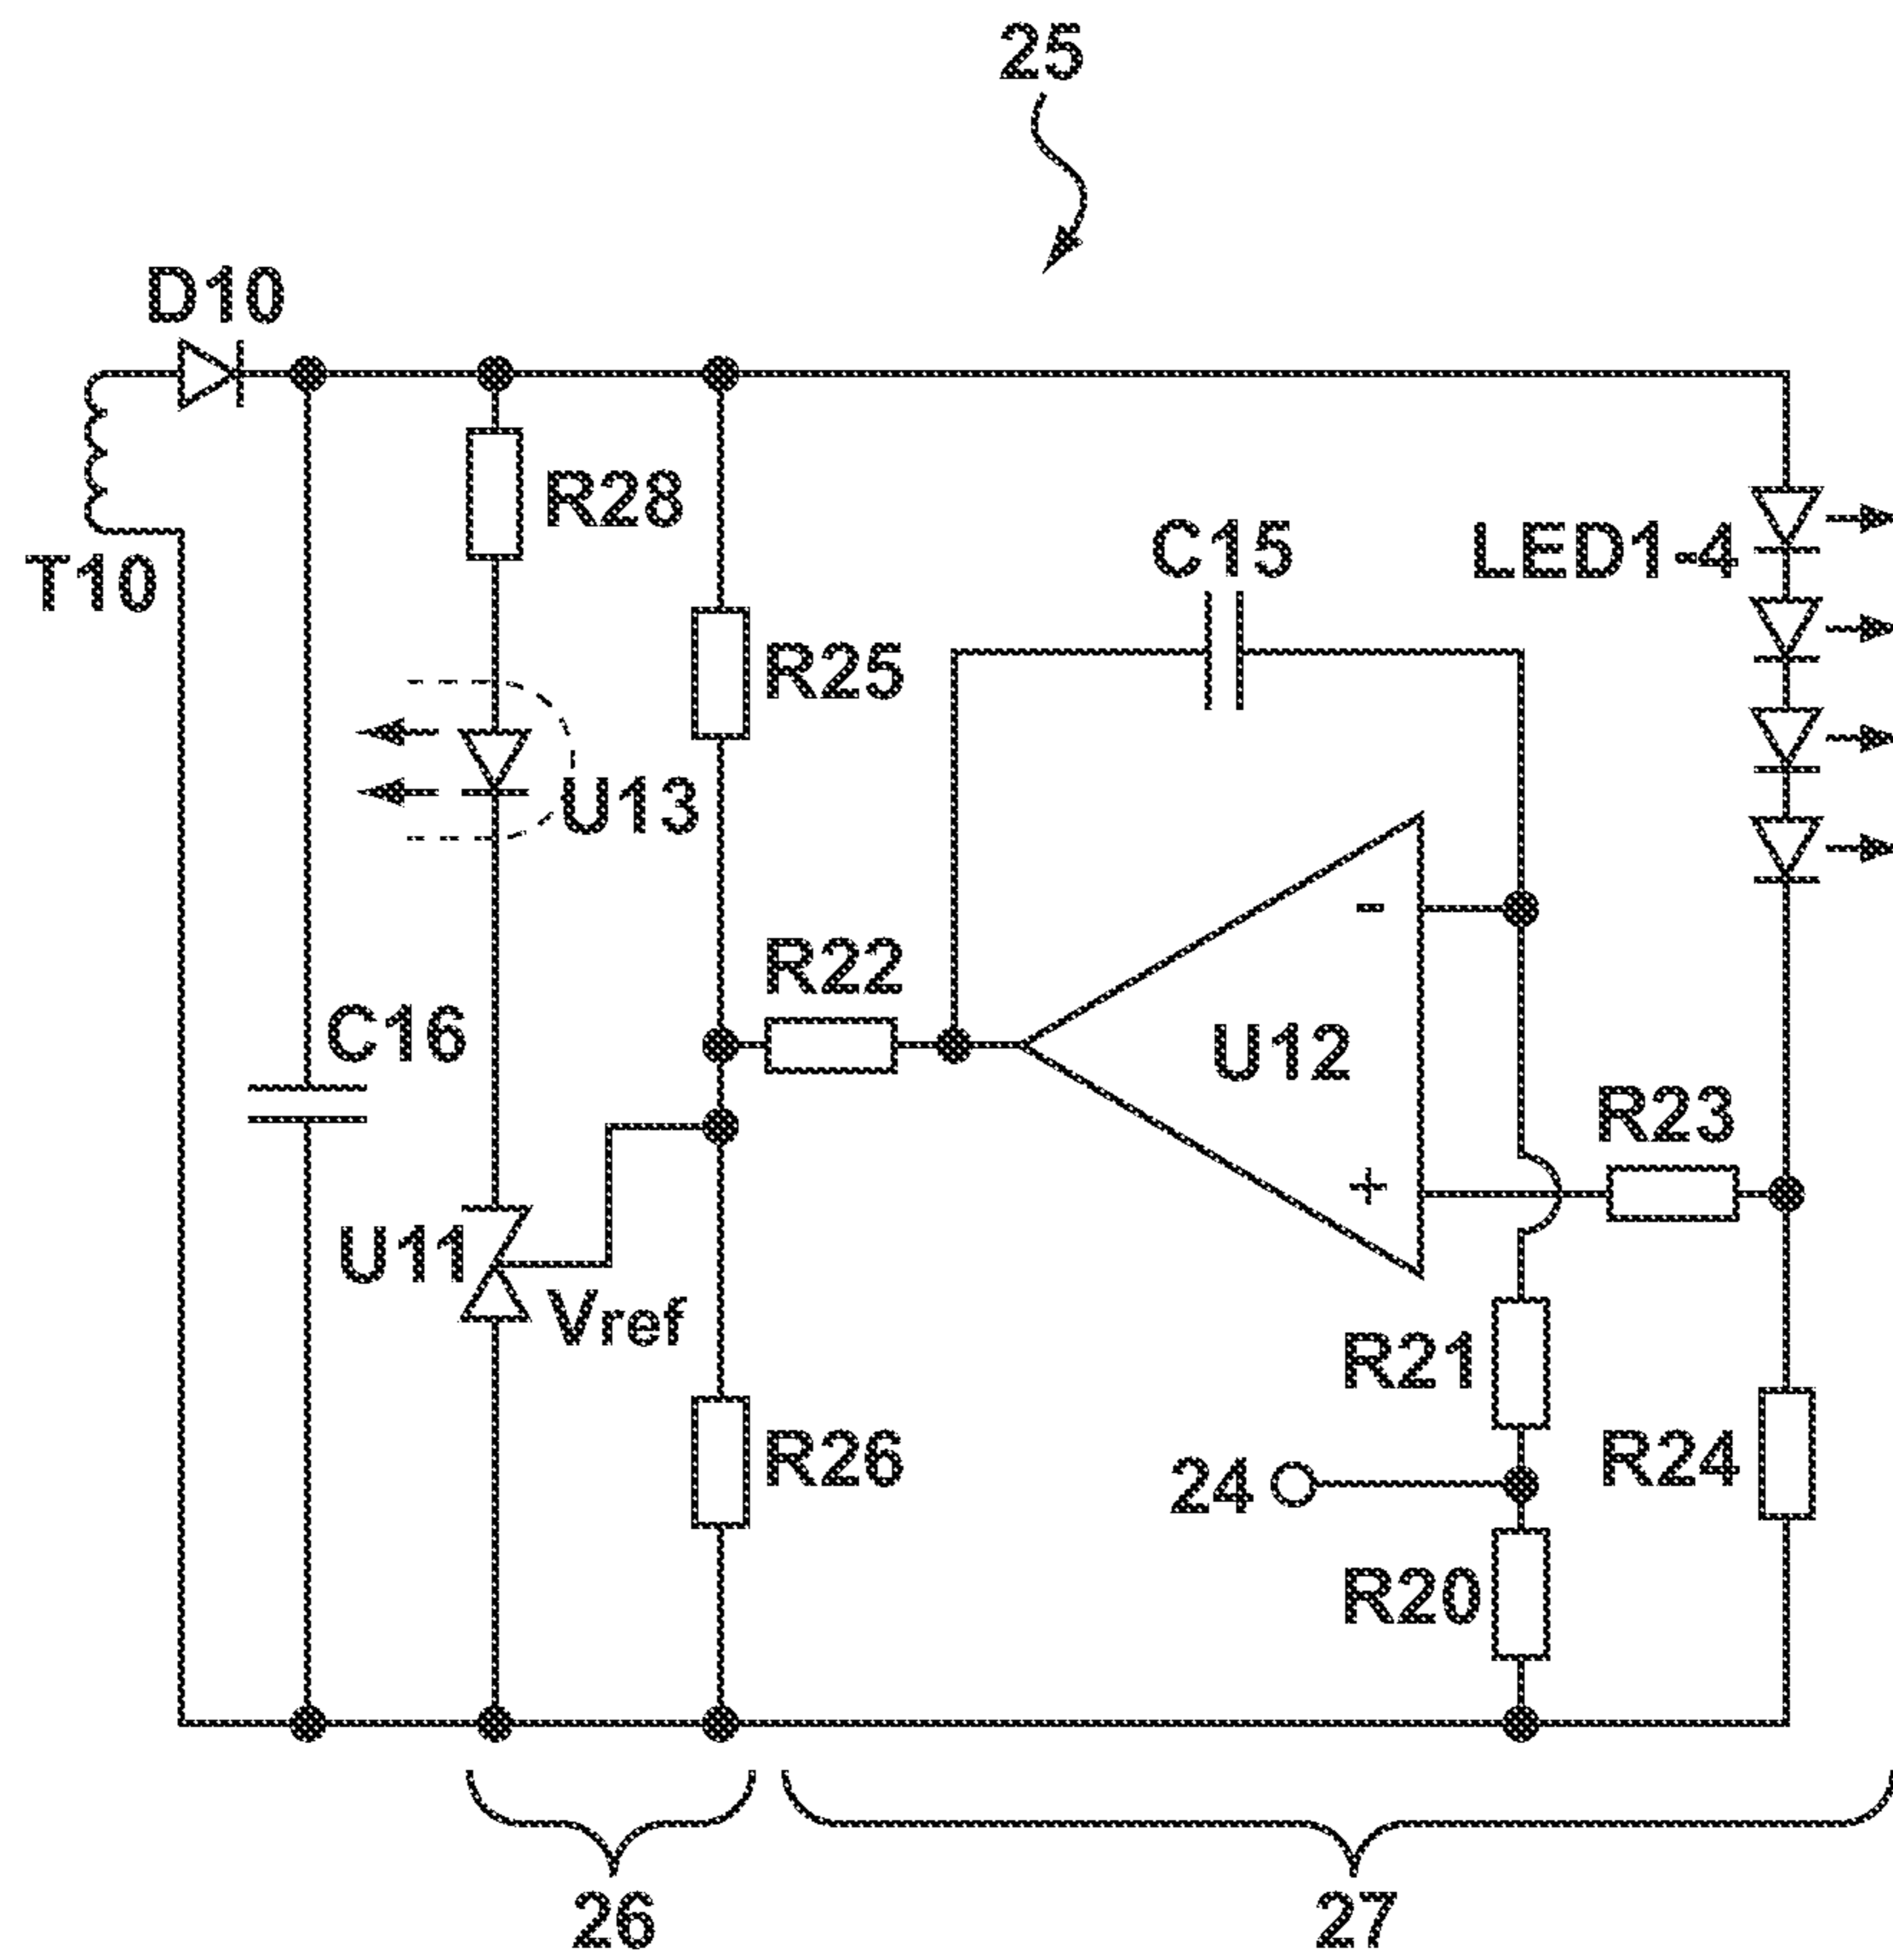 25
D10
R28
T10
C15
LED1-4
R25
U13
R22
C16
U12
R23
-
+
U11
Vref
R21
24
R24
R26
R20
26
27